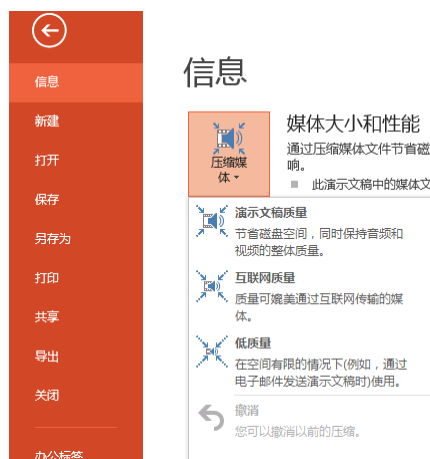 信息
新建
打开
保存
另存为
打印
共享
导出
关闭
办公标签
信息
压缩媒
体
媒体大小和性能
通过压缩媒体文件节省磁
响。
此演示文稿中的媒体文
演示文稿质量
节省磁盘空间，同时保持音频和
视频的整体质量。
互联网质量
质量可媲美通过互联网传输的媒
体。
低质量
在空间有限的情况下(例如，通过
电子邮件发送演示文稿时)使用。
撤消
您可以撤消以前的压缩。